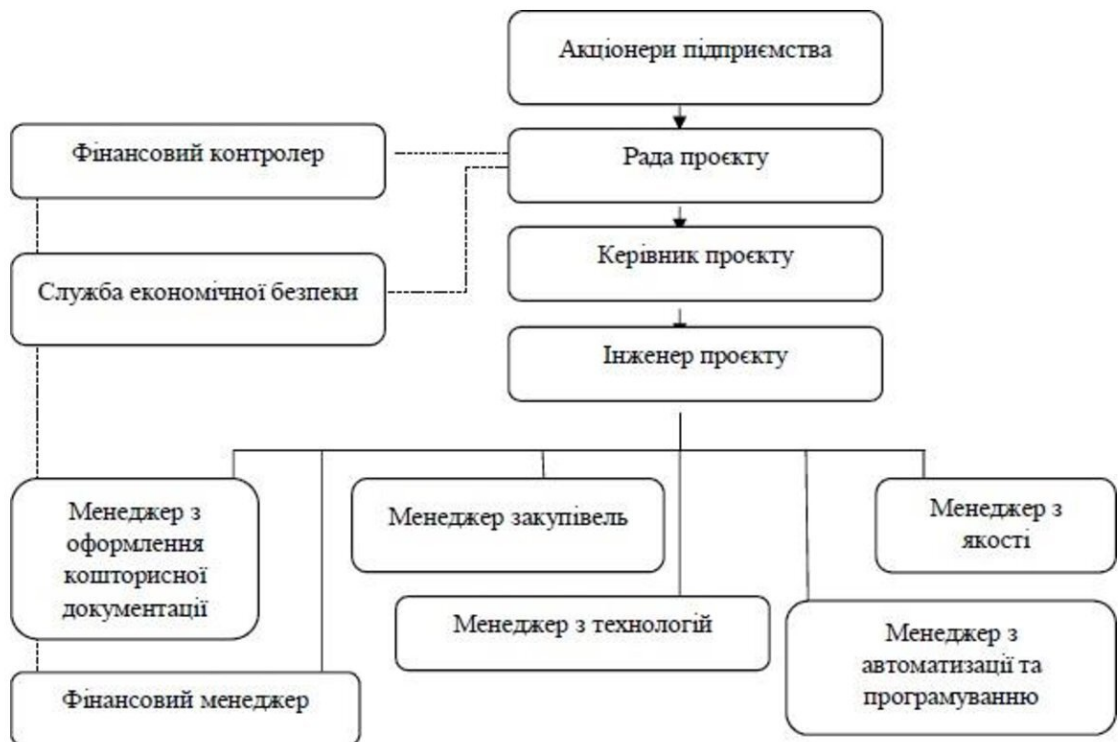 Акціонери підприємства
Фінансовий контролер
Рада проєкту
Керівник проєкту
Служба економічної безпеки
Інженер проєкту
Менеджер з
оформлення
кошторисної
документації
Менеджер закупівель
Менеджер з
якості
Менеджер з технологій
Менеджер з
автоматизації та
програмуванню
Фінансовий менеджер